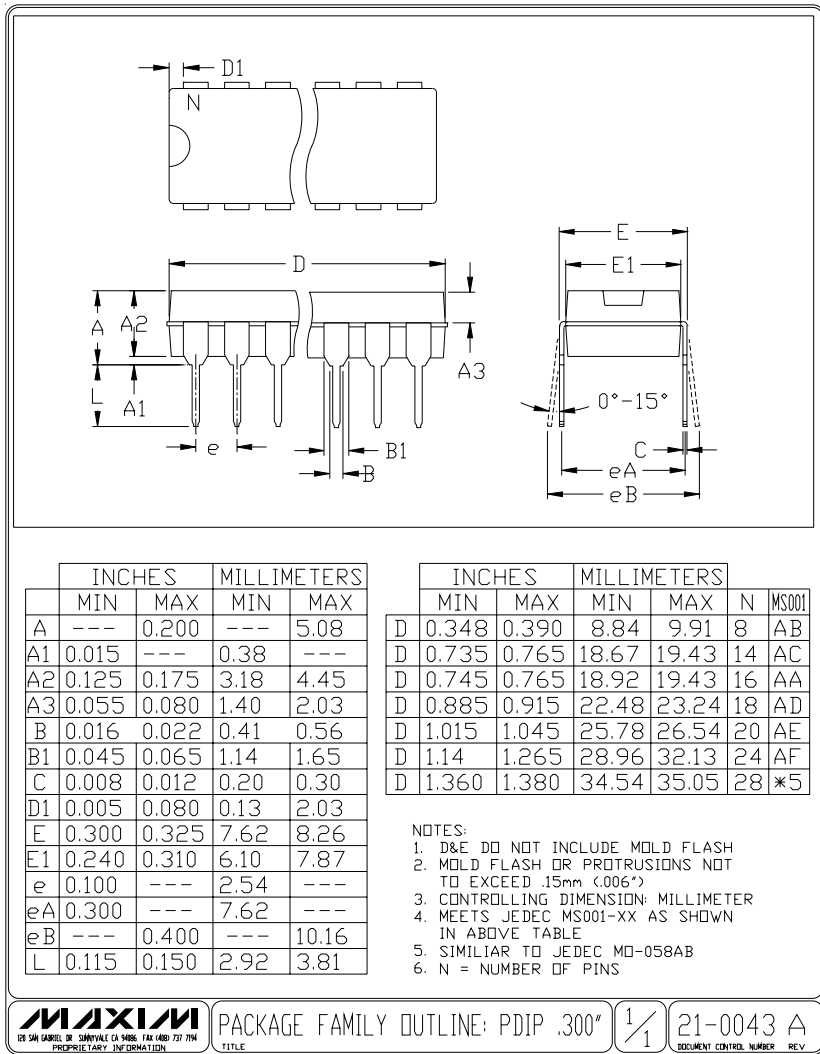 D1
N
E
D
E1
A
A2
A3
L
A1
0°-15°
e
B1
B
C
eA
eB
INCHES MILLIMETERS
MIN MAX MIN MAX
A --- 0.200 --- 5.08
A1 0.015 --- 0.38 ---
A2 0.125 0.175 3.18 4.45
A3 0.055 0.080 1.40 2.03
B 0.016 0.022 0.41 0.56
B1 0.045 0.065 1.14 1.65
C 0.008 0.012 0.20 0.30
D1 0.005 0.080 0.13 2.03
E 0.300 0.325 7.62 8.26
E1 0.240 0.310 6.10 7.87
e 0.100 --- 2.54 ---
eA 0.300 --- 7.62 ---
eB --- 0.400 --- 10.16
L 0.115 0.150 2.92 3.81
INCHES MILLIMETERS
MIN MAX MIN MAX N MS001
D 0.348 0.390 8.84 9.91 8 AB
D 0.735 0.765 18.67 19.43 14 AC
D 0.745 0.765 18.92 19.43 16 AA
D 0.885 0.915 22.48 23.24 18 AD
D 1.015 1.045 25.78 26.54 20 AE
D 1.14 1.265 28.96 32.13 24 AF
D 1.360 1.380 34.54 35.05 28 *5
NOTES:
1. D&E DO NOT INCLUDE MOLD FLASH
2. MOLD FLASH OR PROTRUSIONS NOT
TO EXCEED .15mm (.006")
3. CONTROLLING DIMENSION: MILLIMETER
4. MEETS JEDEC MS001-XX AS SHOWN
IN ABOVE TABLE
5. SIMILIAR TO JEDEC MO-058AB
6. N = NUMBER OF PINS
MAXIM
120 SAN GABRIEL DR SUNNYVALE CA 94086 FAX (408) 737 7194
PROPRIETARY INFORMATION
PACKAGE FAMILY OUTLINE: PDIP .300"
TITLE
1/1
21-0043 A
DOCUMENT CONTROL NUMBER REV